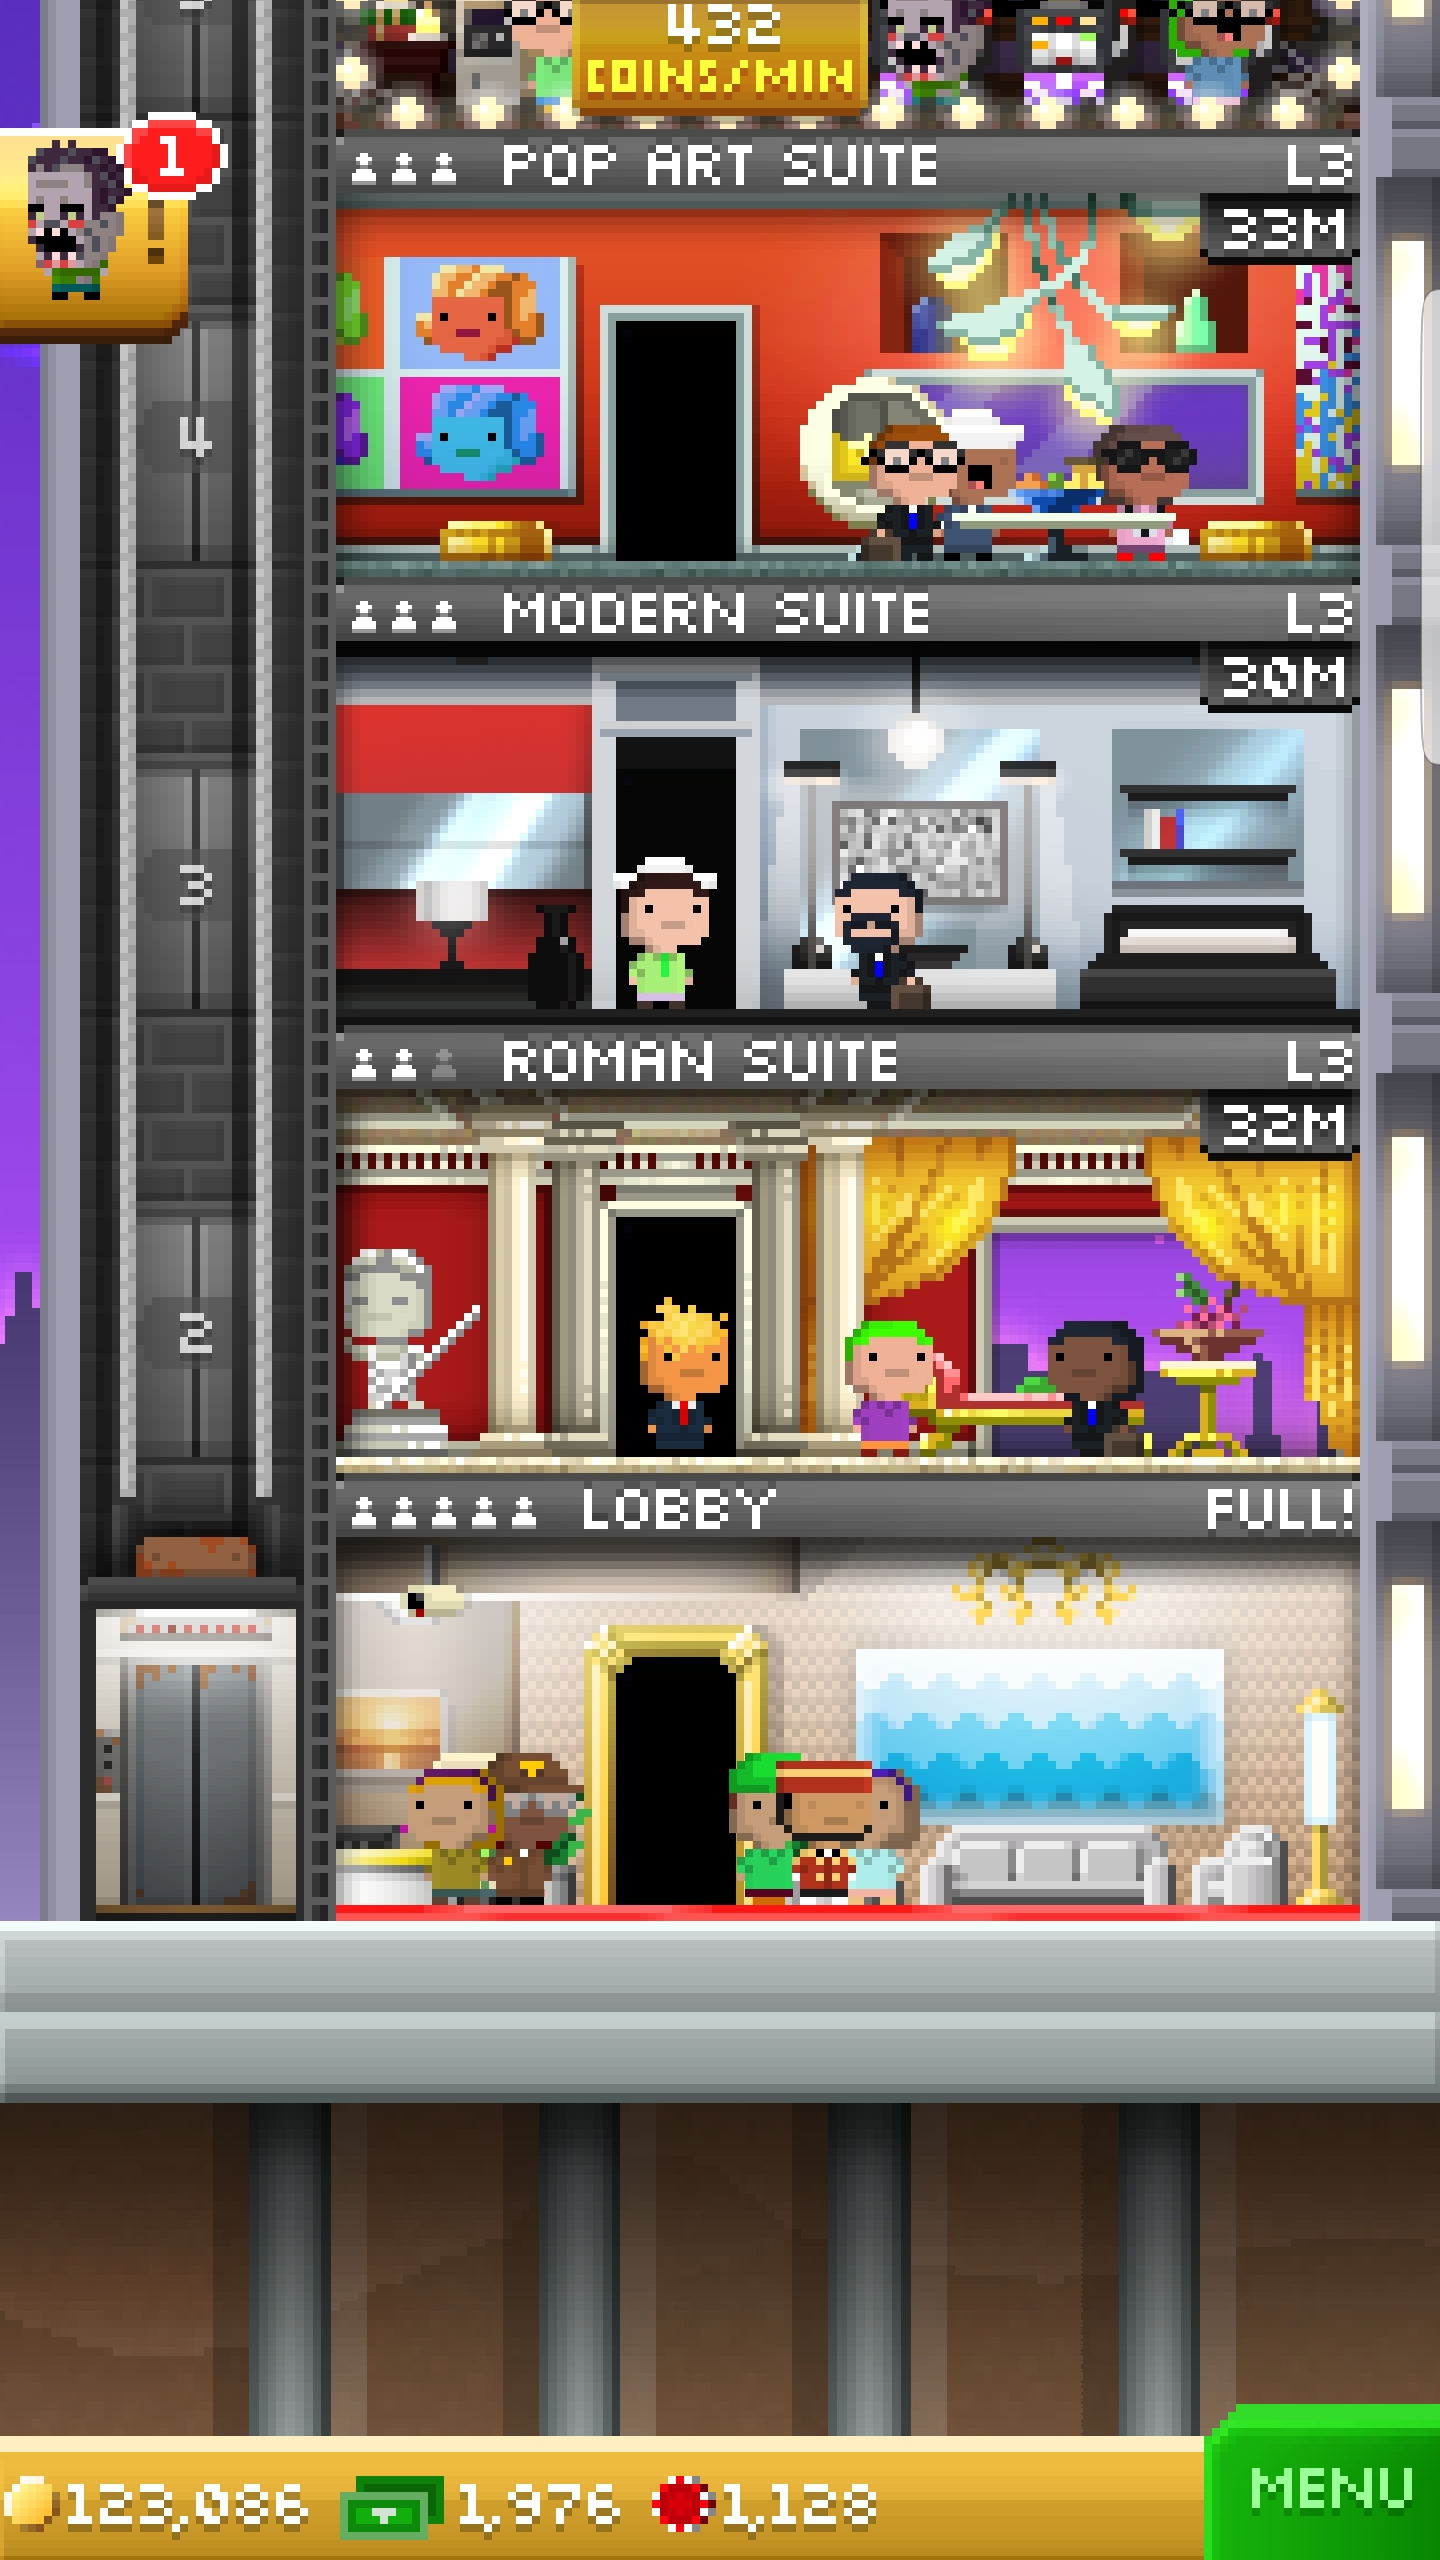 432
COINS/MIN
1
!
POP ART SUITE L3
33M
4
MODERN SUITE L3
30M
3
ROMAN SUITE L3
32M
2
LOBBY FULL!
123,086 1,976 1,128
MENU